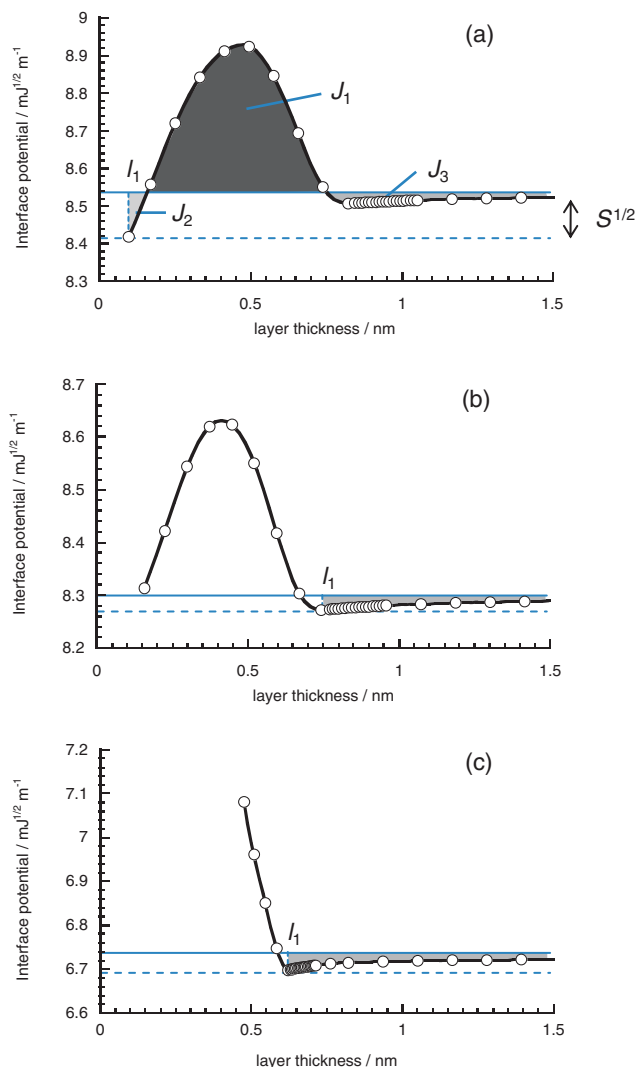 (a)
Interface potential / mJ1/2 m-1
9
8.9
8.8
8.7
8.6
8.5
8.4
8.3
J1
J2
J3
l1
S1/2
0 0.5 1 1.5
layer thickness / nm
(b)
Interface potential / mJ1/2 m-1
8.7
8.6
8.5
8.4
8.3
8.2
l1
0 0.5 1 1.5
layer thickness / nm
(c)
Interface potential / mJ1/2 m-1
7.2
7.1
7
6.9
6.8
6.7
6.6
l1
0 0.5 1 1.5
layer thickness / nm